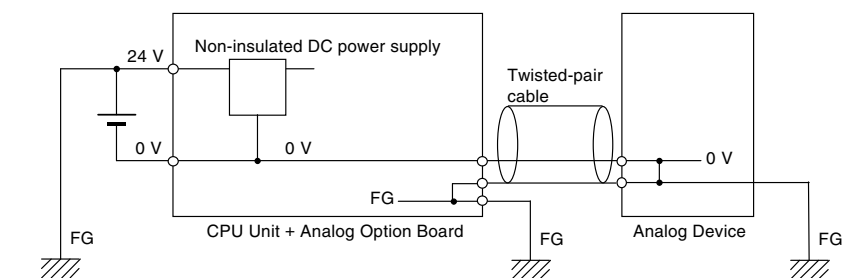 Non-insulated DC power supply
24 V
Twisted-pair
cable
0 V
0 V
0 V
FG
CPU Unit + Analog Option Board
Analog Device
FG
FG
FG